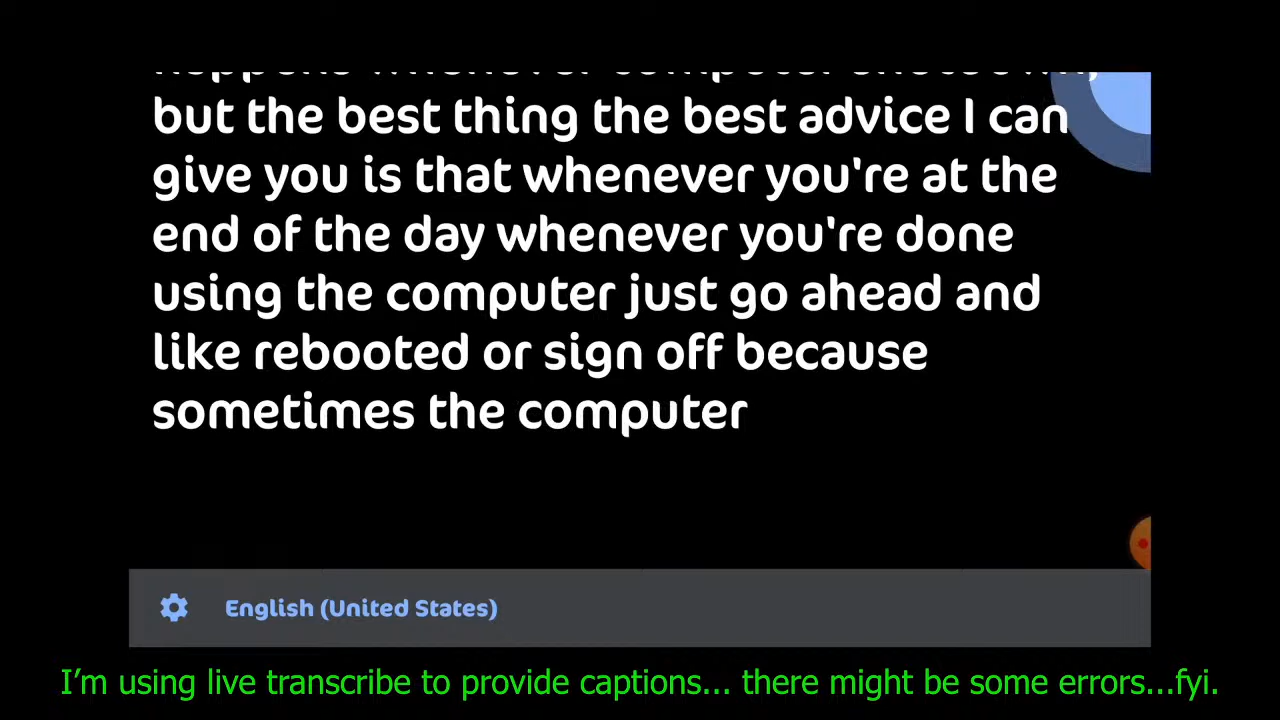 but the best thing the best advice I can
give you is that whenever you're at the
end of the day whenever you're done
using the computer just go ahead and
like rebooted or sign off because
sometimes the computer
English (United States)
I’m using live transcribe to provide captions... there might be some errors...fyi.